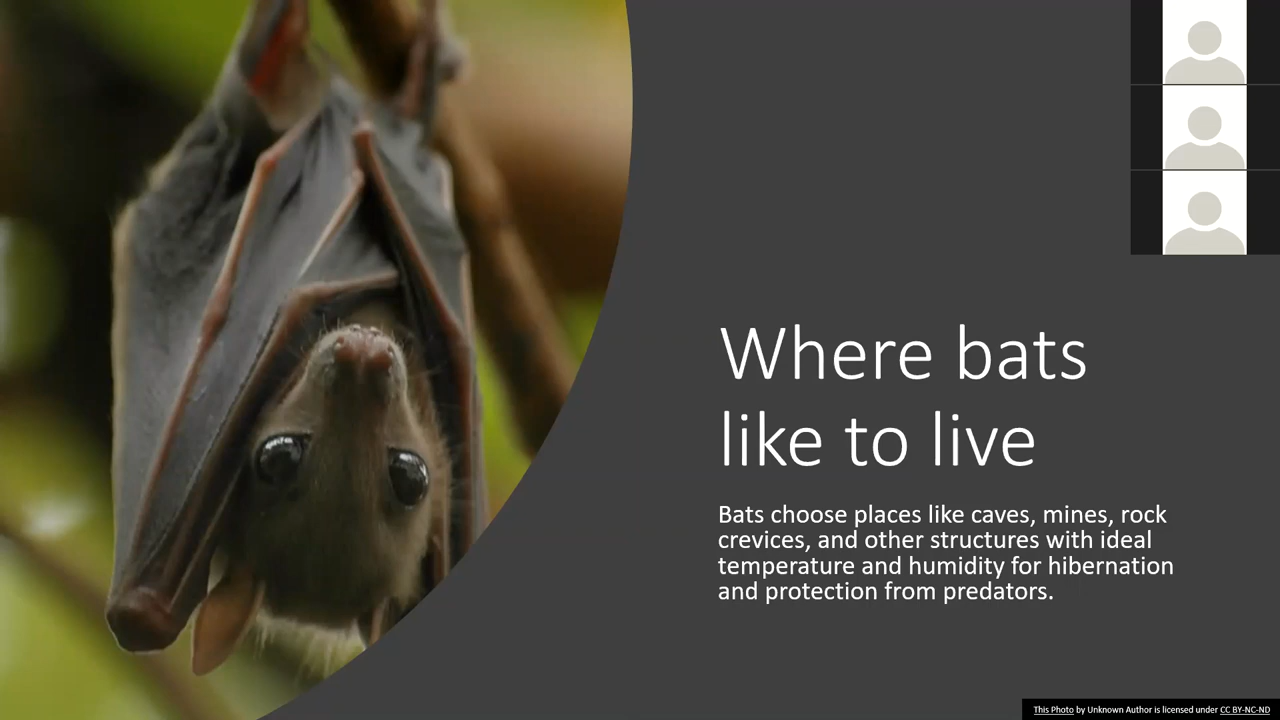 Where bats
like to live
Bats choose places like caves, mines, rock
crevices, and other structures with ideal
temperature and humidity for hibernation
and protection from predators.
This Photo by Unknown Author is licensed under CC BY-NC-ND